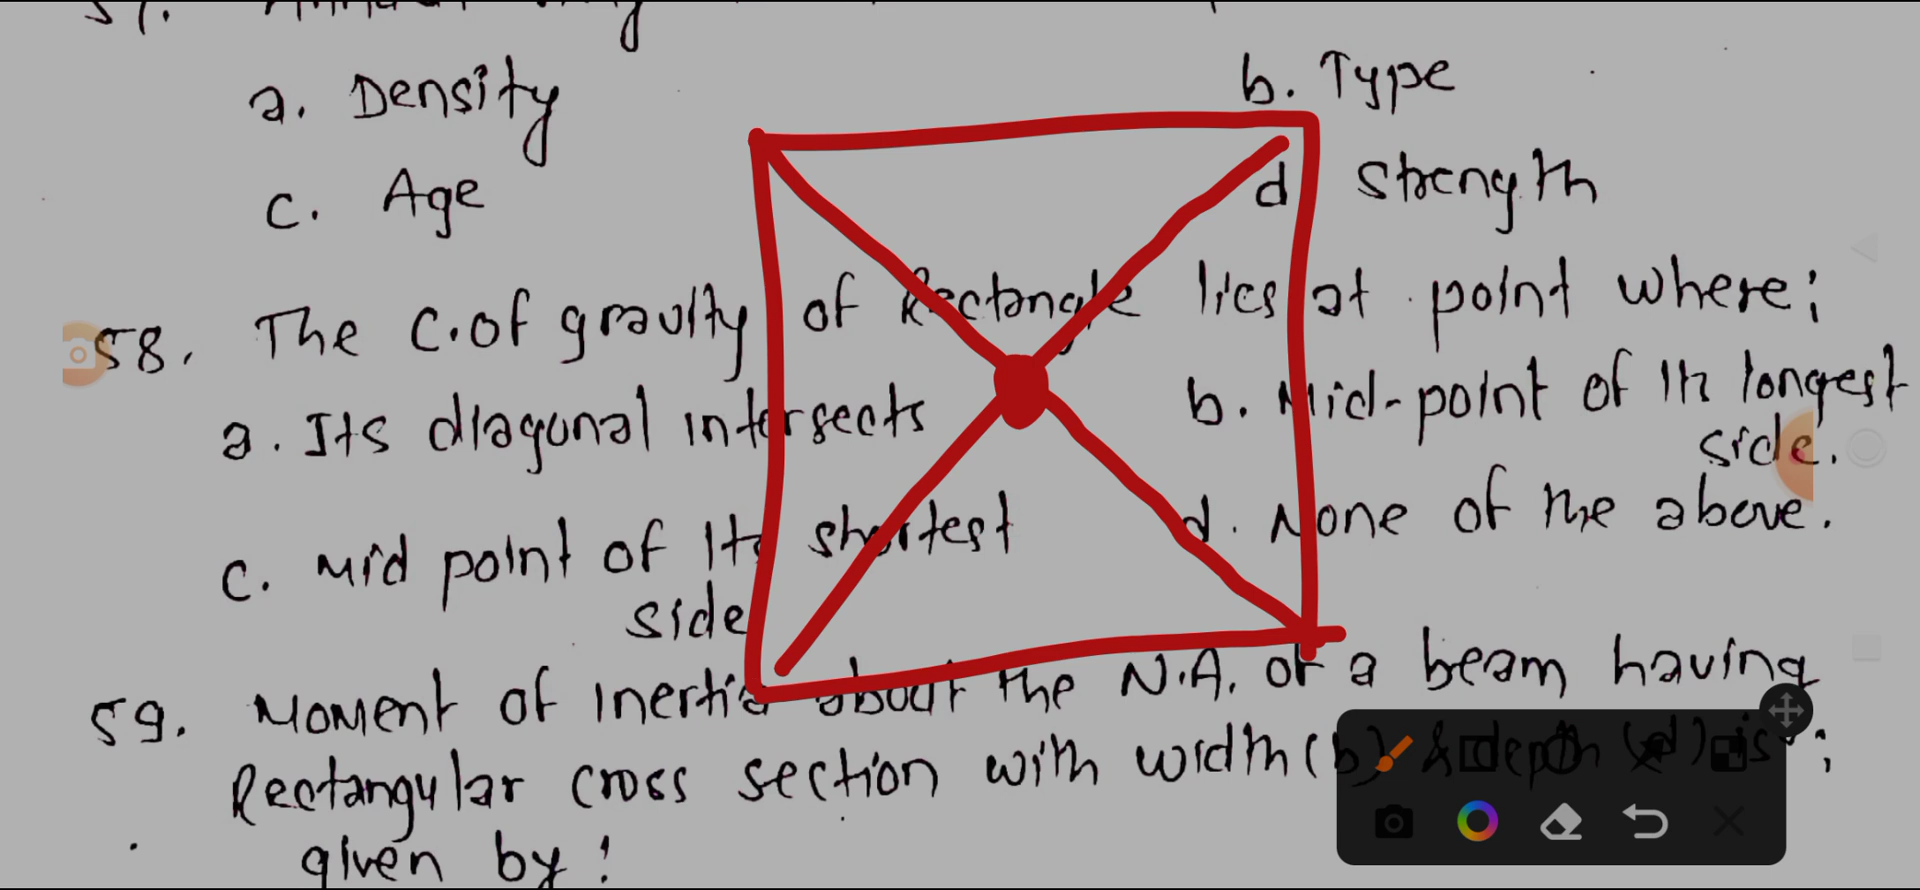 57.
a. Density
b. Type
c. Age
d. Strength
58. The C.of gravity of Rectangle lies at point where;
a. Its diagonal intersects
b. Mid-point of its longest side.
c. Mid point of its shortest side
d. None of the above.
59. Moment of inertia about the N.A. of a beam having
Rectangular cross section with width (b) & depth (d) is;
given by: